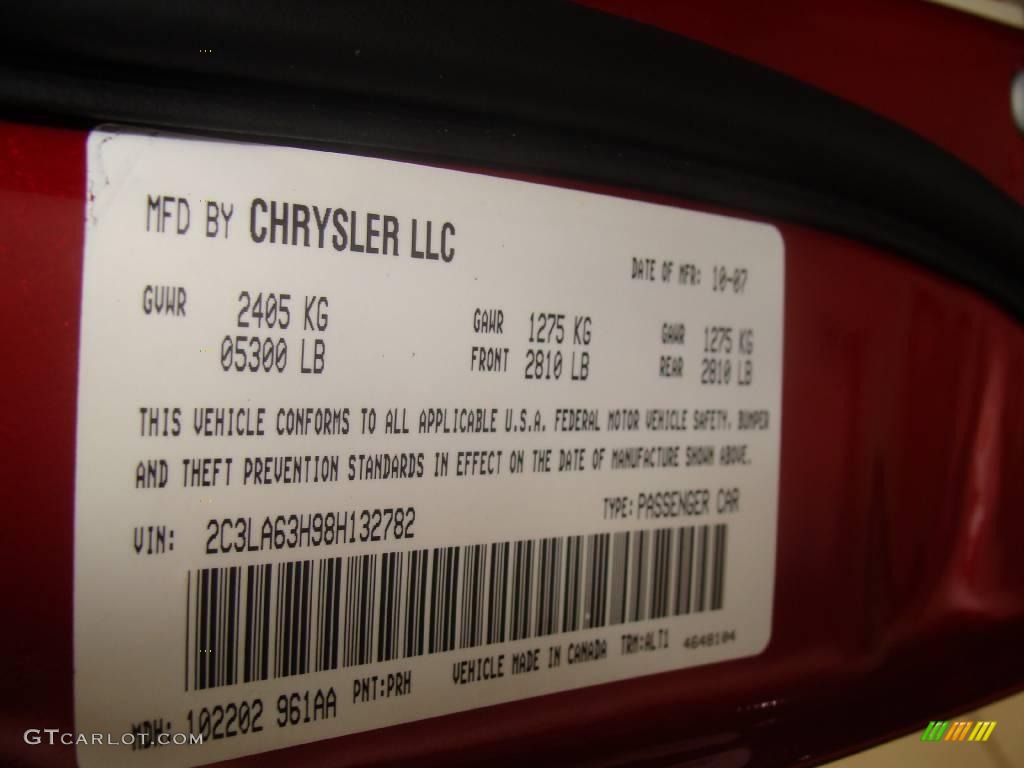 MFD BY CHRYSLER LLC
DATE OF MFR: 10-07
GVWR 2405 KG
05300 LB
GAWR 1275 KG
FRONT 2810 LB
GAWR 1275 KG
REAR 2810 LB
THIS VEHICLE CONFORMS TO ALL APPLICABLE U.S.A. FEDERAL MOTOR VEHICLE SAFETY, BUMPER
AND THEFT PREVENTION STANDARDS IN EFFECT ON THE DATE OF MANUFACTURE SHOWN ABOVE.
VIN: 2C3LA63H98H132782
TYPE: PASSENGER CAR
VEHICLE MADE IN CANADA TRM:ALT1 4648104
MDH: 102202 961AA PNT:PRH
GTCARLOT.COM